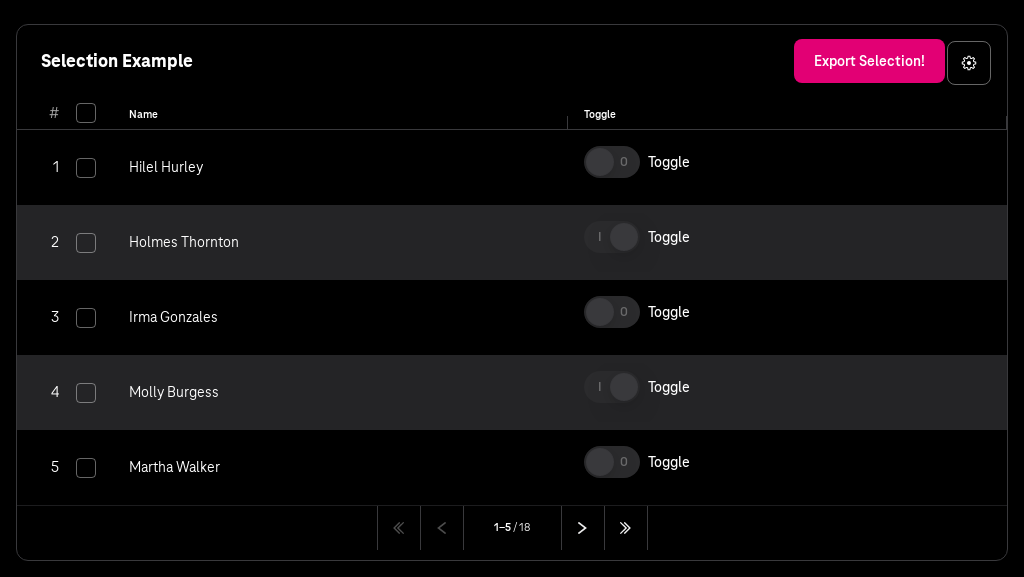 Selection Example
Export Selection!
# Name Toggle
1 Hilel Hurley 0 Toggle
2 Holmes Thornton I Toggle
3 Irma Gonzales 0 Toggle
4 Molly Burgess I Toggle
5 Martha Walker 0 Toggle
1–5 / 18